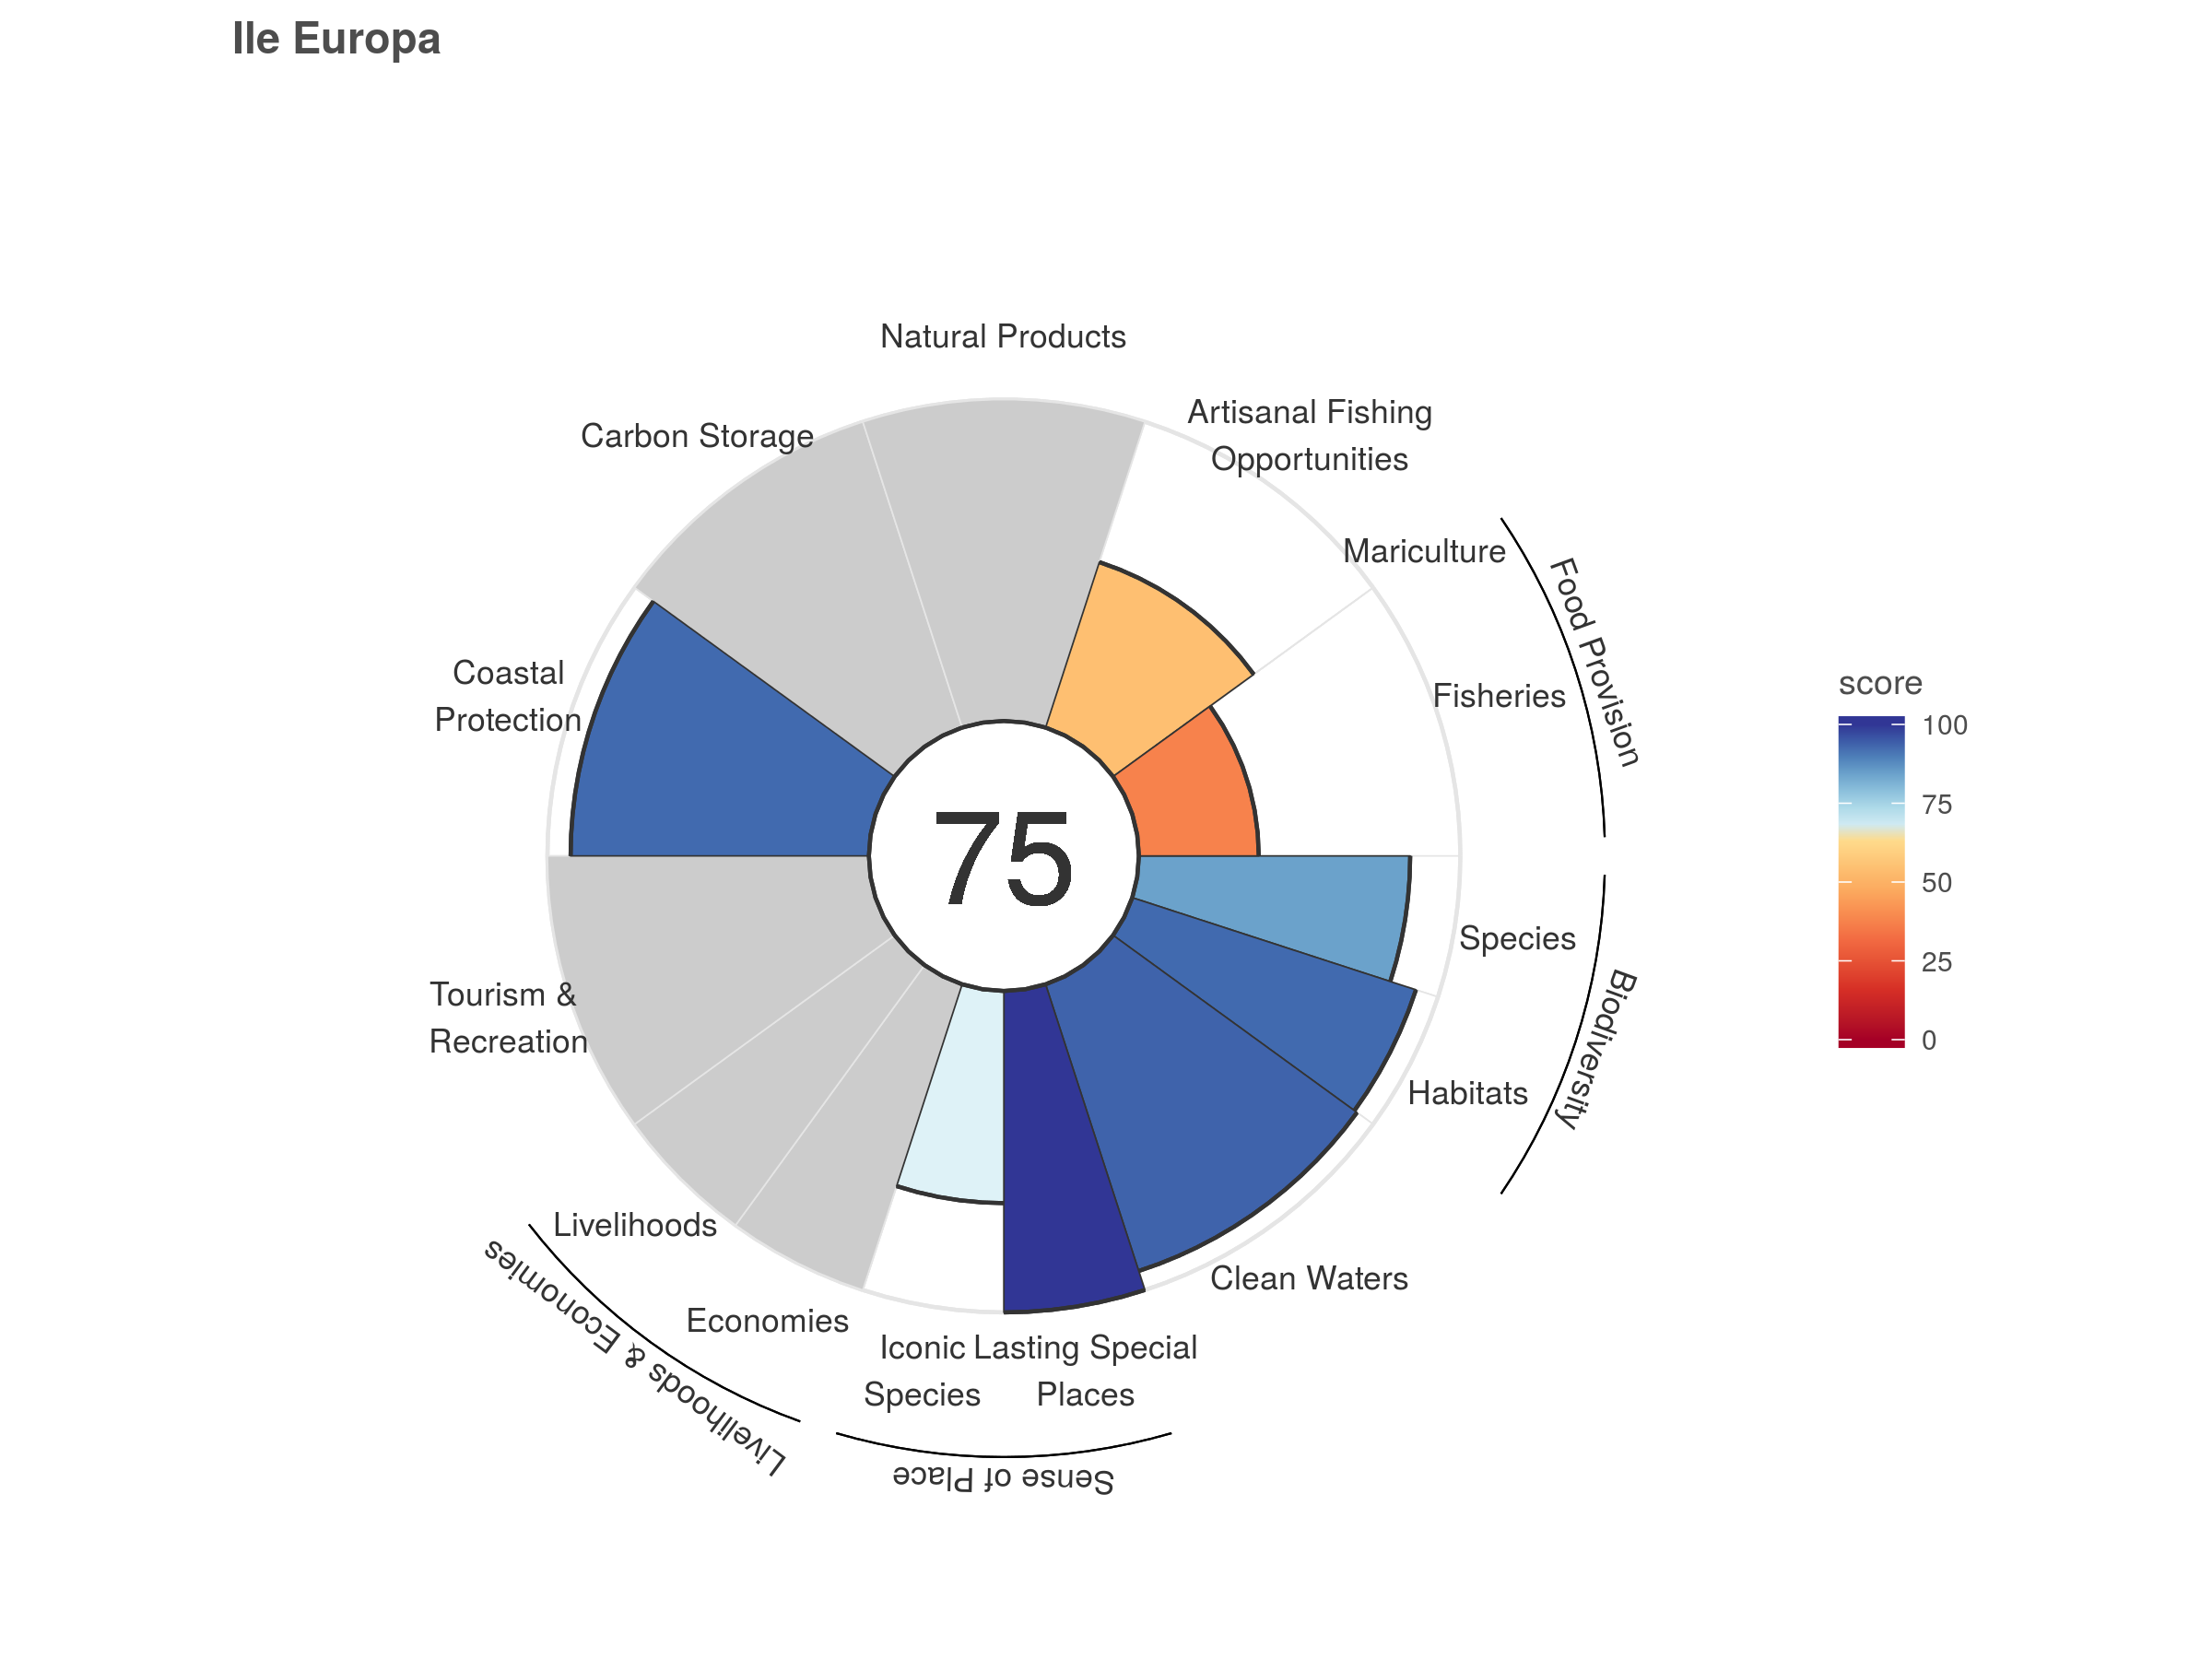 Ile Europa
Natural Products
Artisanal Fishing
Opportunities
Carbon Storage
Mariculture
Food Provision
Fisheries
Coastal
Protection
score
100
75
50
25
0
75
Species
Biodiversity
Habitats
Tourism &
Recreation
Livelihoods
Livelihoods & Economies
Economies
Clean Waters
Iconic
Species
Lasting Special
Places
Sense of Place